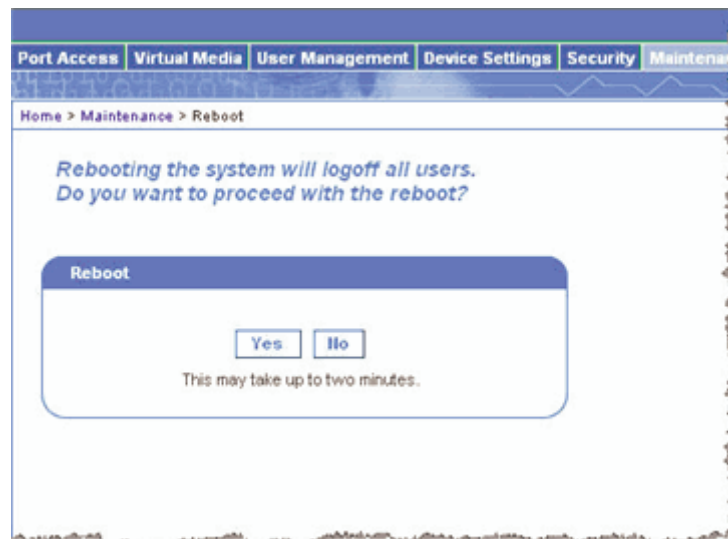 Port Access Virtual Media User Management Device Settings Security
Home > Maintenance > Reboot
Rebooting the system will logoff all users.
Do you want to proceed with the reboot?
Reboot
Yes No
This may take up to two minutes.